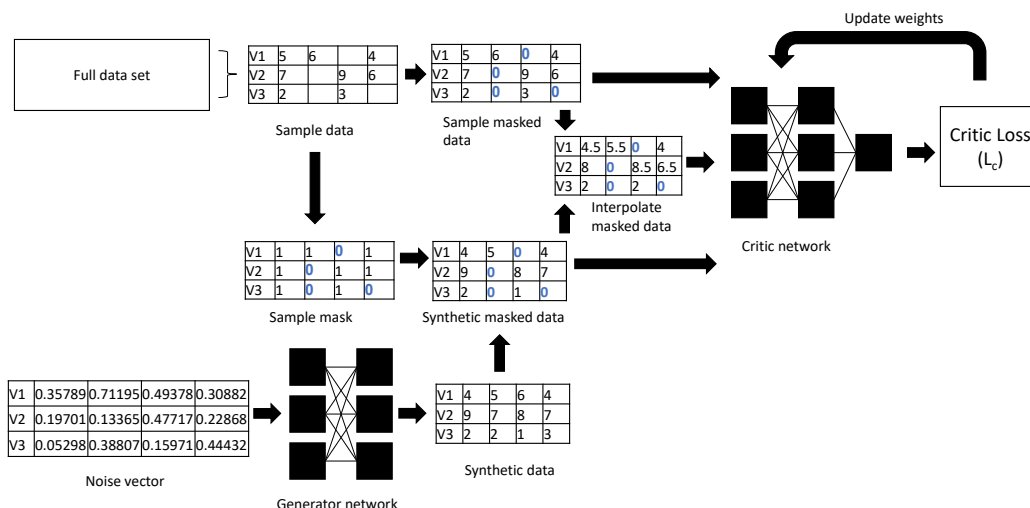 Update weights
Full data set
V1 5 6 4
V2 7 9 6
V3 2 3
Sample data
V1 5 6 0 4
V2 7 0 9 6
V3 2 0 3 0
Sample masked
data
V1 4.5 5.5 0 4
V2 8 0 8.5 6.5
V3 2 0 2 0
Interpolate
masked data
Critic network
Critic Loss
(Lc)
V1 1 1 0 1
V2 1 0 1 1
V3 1 0 1 0
Sample mask
V1 4 5 0 4
V2 9 0 8 7
V3 2 0 1 0
Synthetic masked data
V1 0.35789 0.71195 0.49378 0.30882
V2 0.19701 0.13365 0.47717 0.22868
V3 0.05298 0.38807 0.15971 0.44432
Noise vector
Generator network
V1 4 5 6 4
V2 9 7 8 7
V3 2 2 1 3
Synthetic data